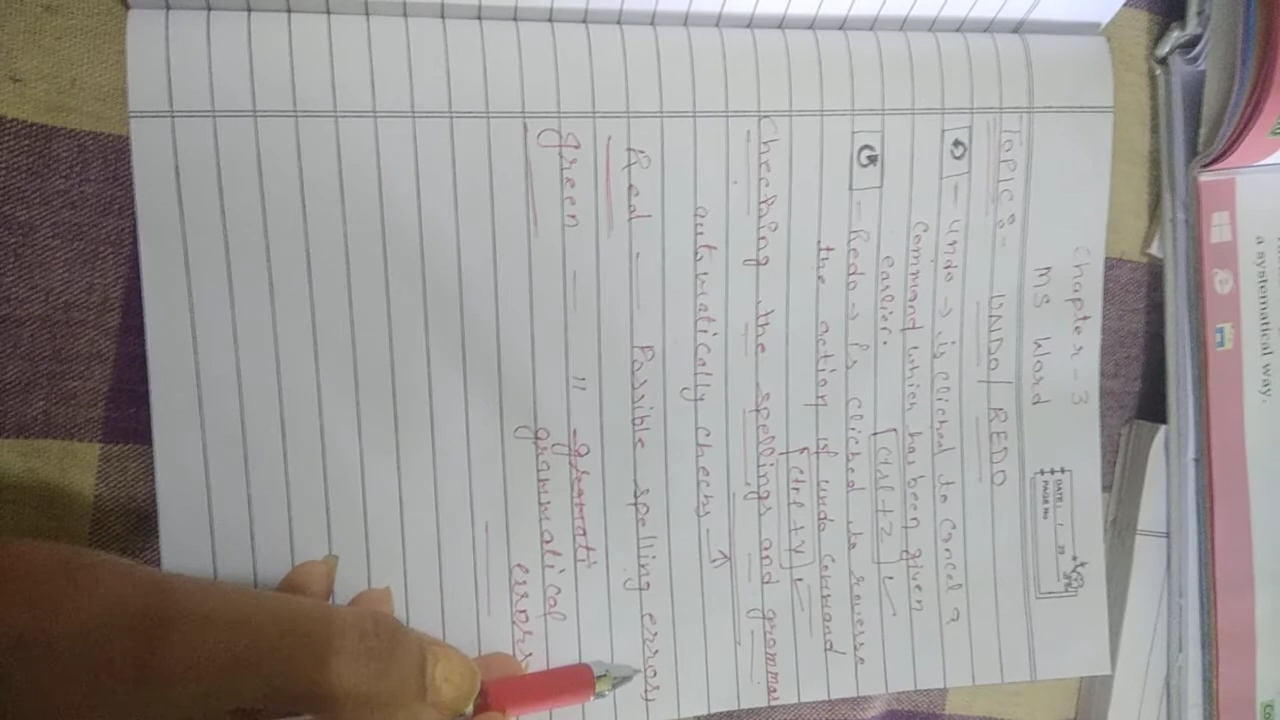 Chapter - 3
MS Word
DATE: / /
PAGE No
TOPIC :- UNDO/REDO
- Undo → is clicked to cancel a
Command which has been given
earlier. Ctrl + Z
- Redo → Is clicked to reverse
the action of undo command
Ctrl + Y
Checking the spellings and grammar
automatically checks →
Red — Possible spelling errors
green — " gramati
grammatical
errors
a systematical way.